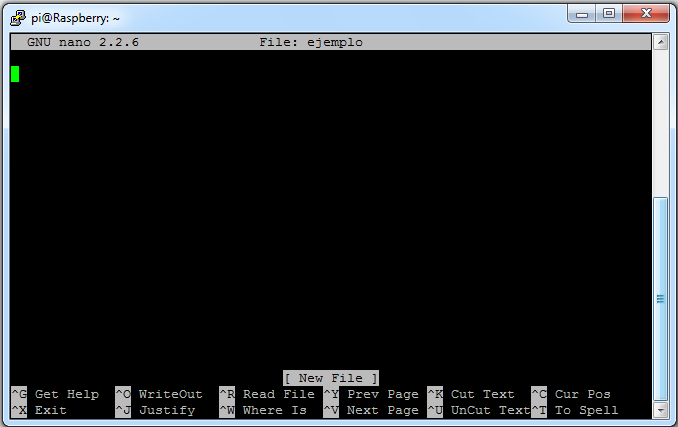 pi@Raspberry: ~
GNU nano 2.2.6 File: ejemplo
[ New File ]
^G Get Help ^O WriteOut ^R Read File ^Y Prev Page ^K Cut Text ^C Cur Pos
^X Exit ^J Justify ^W Where Is ^V Next Page ^U UnCut Text^T To Spell